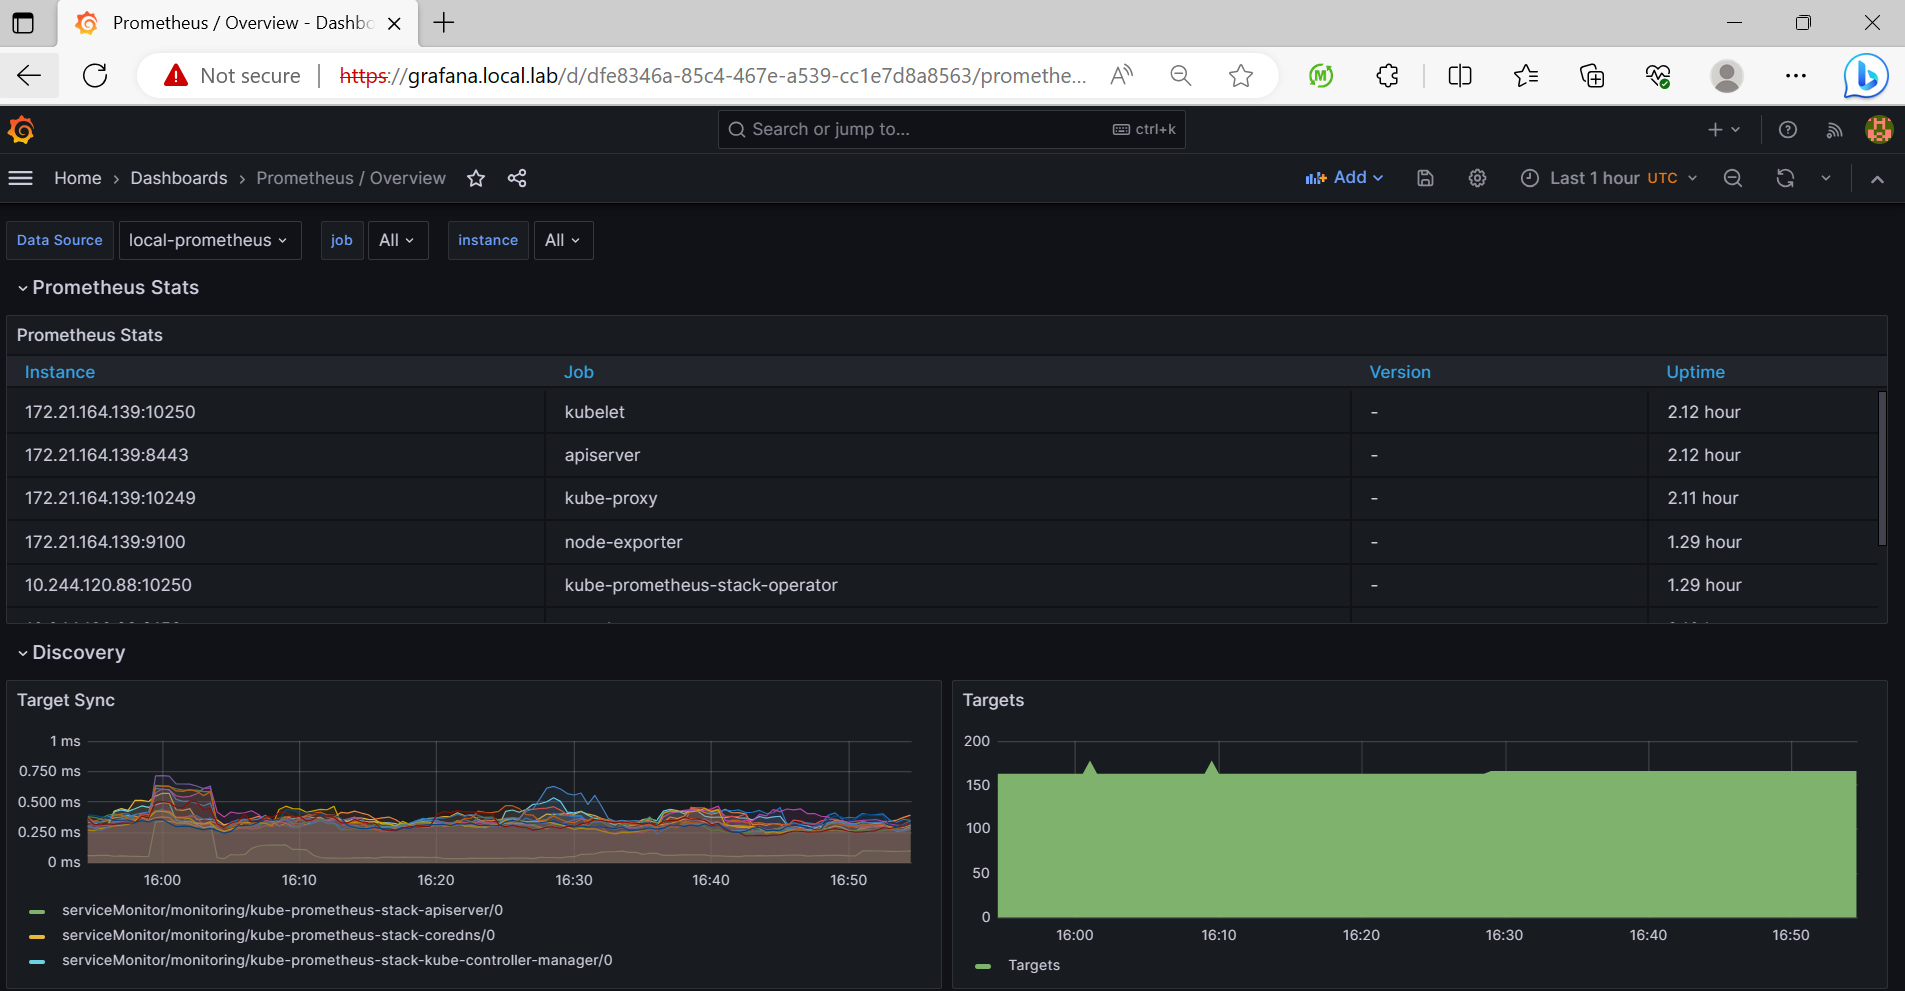 Prometheus / Overview - Dashbo
Not secure https://grafana.local.lab/d/dfe8346a-85c4-467e-a539-cc1e7d8a8563/promethe...
Search or jump to... ctrl+k
Home › Dashboards › Prometheus / Overview Add Last 1 hour UTC
Data Source local-prometheus job All instance All
Prometheus Stats
Prometheus Stats
Instance Job Version Uptime
172.21.164.139:10250 kubelet - 2.12 hour
172.21.164.139:8443 apiserver - 2.12 hour
172.21.164.139:10249 kube-proxy - 2.11 hour
172.21.164.139:9100 node-exporter - 1.29 hour
10.244.120.88:10250 kube-prometheus-stack-operator - 1.29 hour
Discovery
Target Sync
1 ms
0.750 ms
0.500 ms
0.250 ms
0 ms
16:00 16:10 16:20 16:30 16:40 16:50
serviceMonitor/monitoring/kube-prometheus-stack-apiserver/0
serviceMonitor/monitoring/kube-prometheus-stack-coredns/0
serviceMonitor/monitoring/kube-prometheus-stack-kube-controller-manager/0
Targets
200
150
100
50
0
16:00 16:10 16:20 16:30 16:40 16:50
Targets